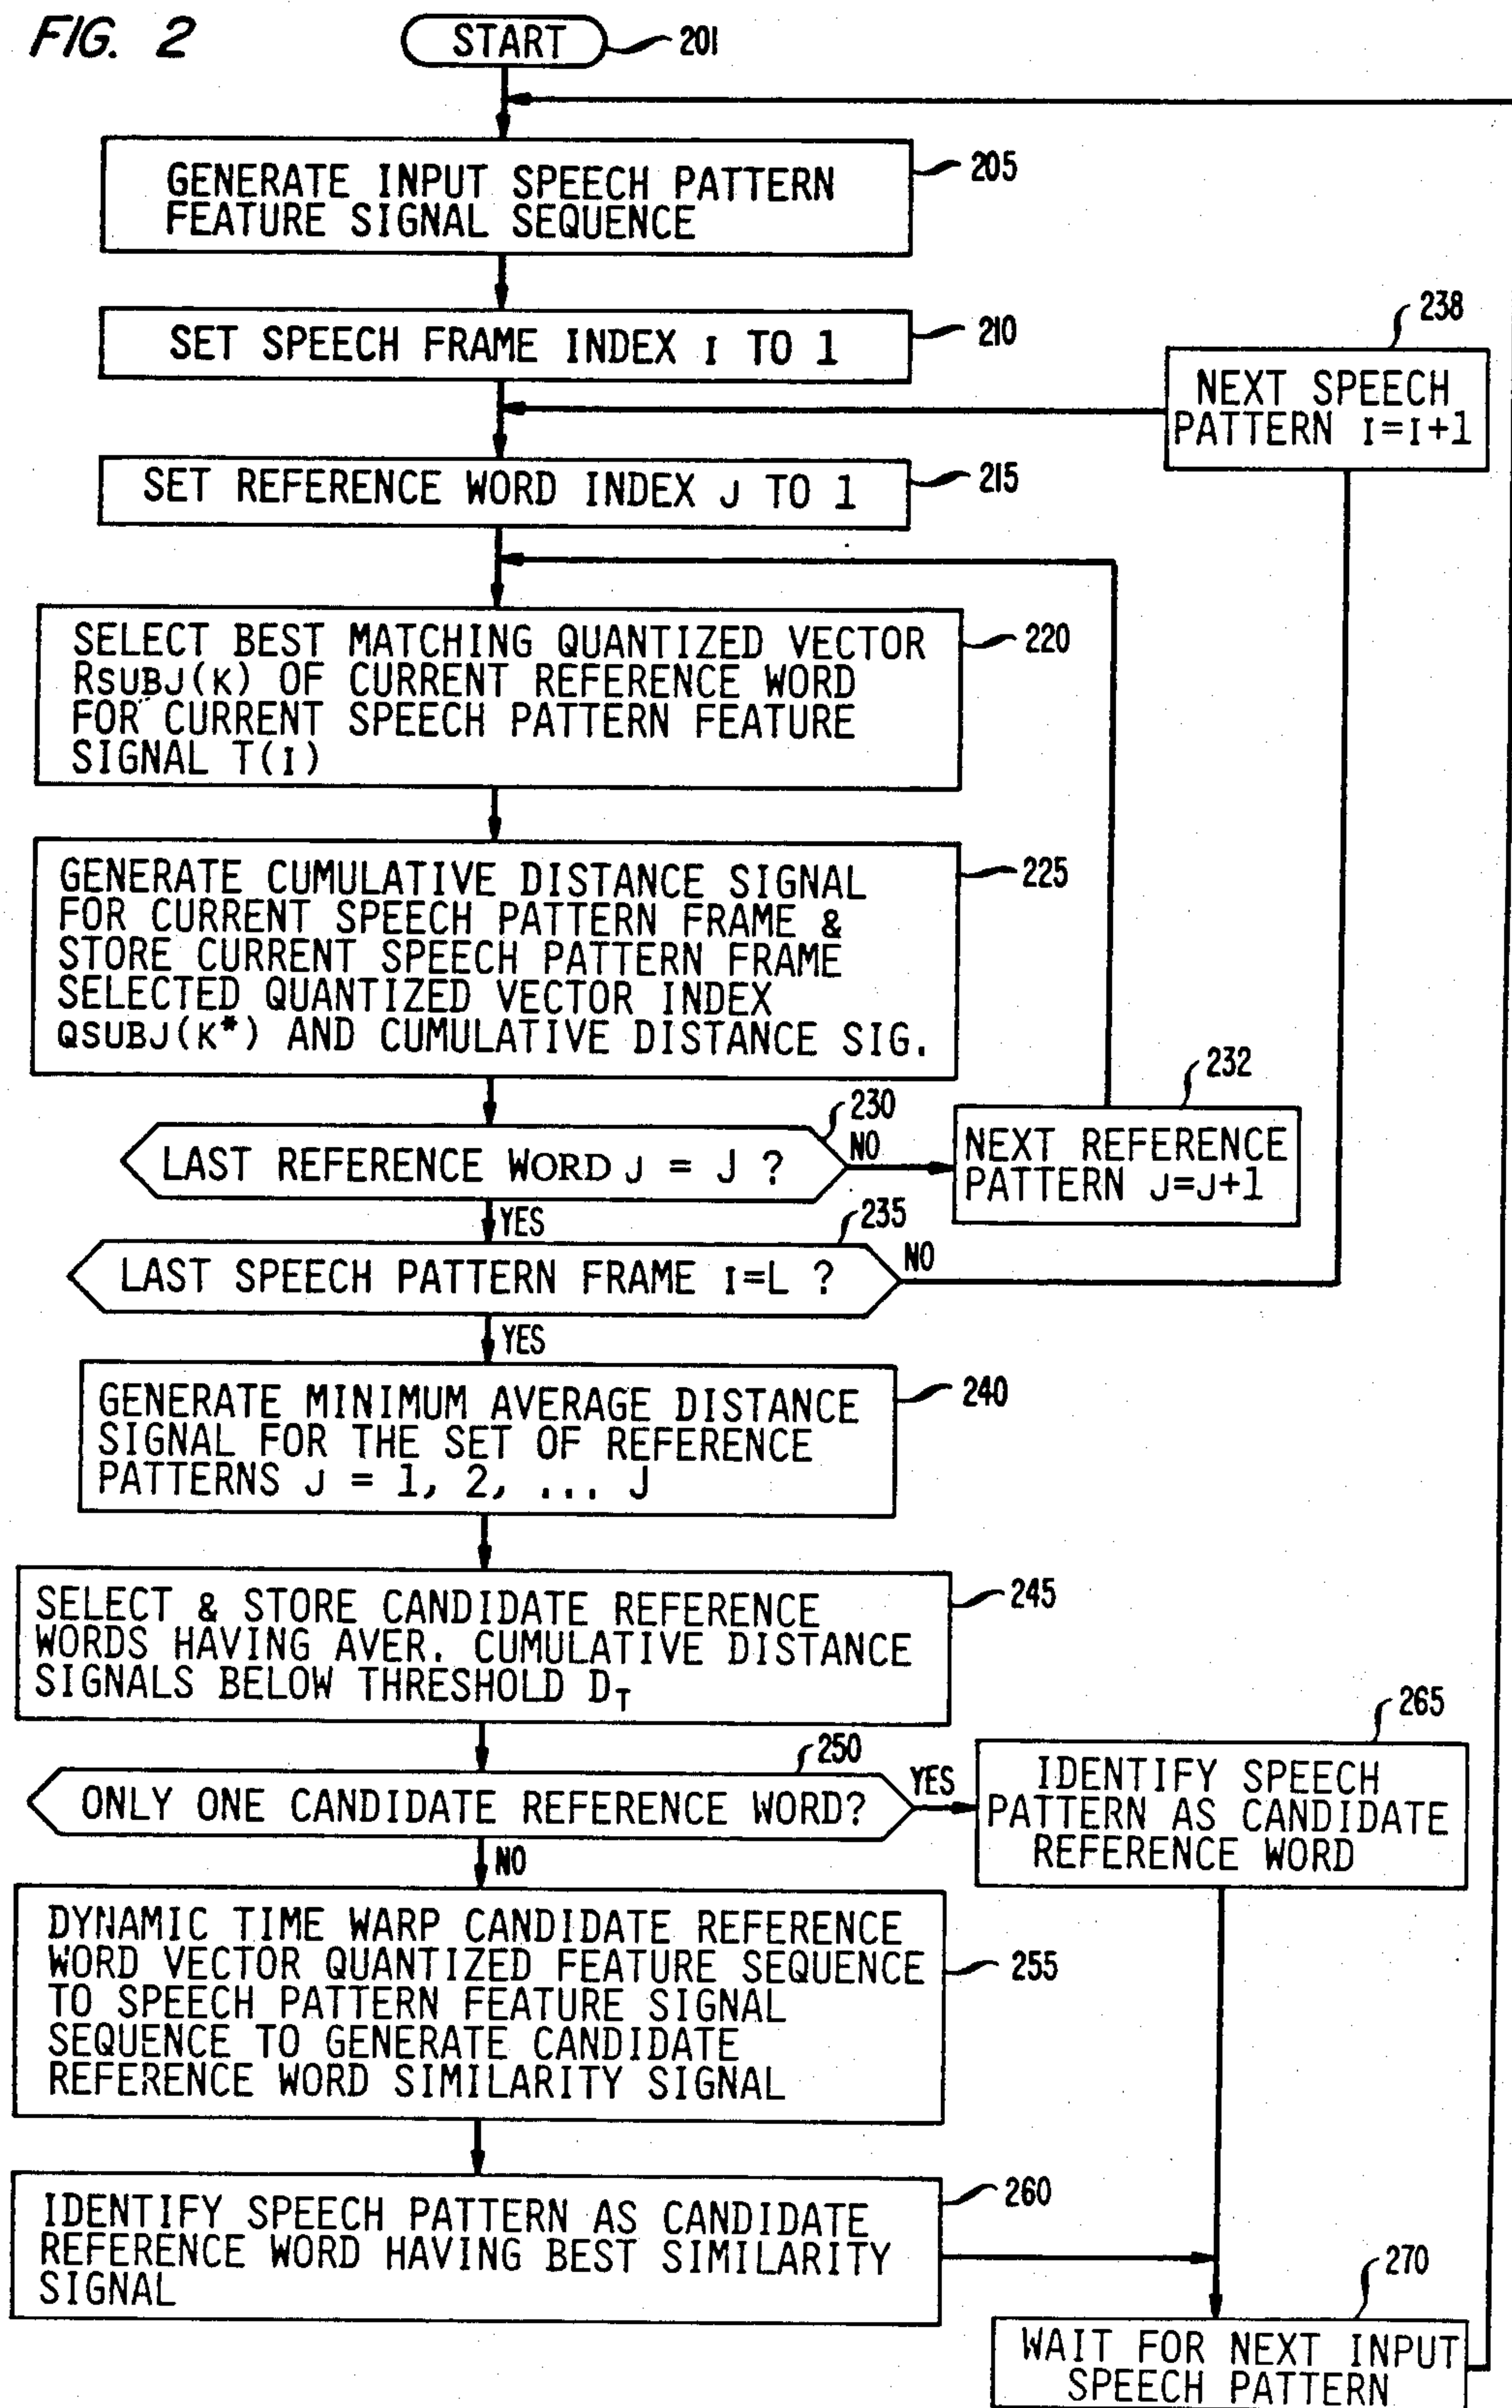 FIG. 2
START
201
GENERATE INPUT SPEECH PATTERN
FEATURE SIGNAL SEQUENCE
205
SET SPEECH FRAME INDEX I TO 1
210
238
NEXT SPEECH
PATTERN I=I+1
SET REFERENCE WORD INDEX J TO 1
215
SELECT BEST MATCHING QUANTIZED VECTOR
RSUBJ(K) OF CURRENT REFERENCE WORD
FOR CURRENT SPEECH PATTERN FEATURE
SIGNAL T(I)
220
GENERATE CUMULATIVE DISTANCE SIGNAL
FOR CURRENT SPEECH PATTERN FRAME &
STORE CURRENT SPEECH PATTERN FRAME
SELECTED QUANTIZED VECTOR INDEX
QSUBJ(K*) AND CUMULATIVE DISTANCE SIG.
225
LAST REFERENCE WORD J = J ?
230
NO
232
NEXT REFERENCE
PATTERN J=J+1
YES
LAST SPEECH PATTERN FRAME I=L ?
235
NO
YES
GENERATE MINIMUM AVERAGE DISTANCE
SIGNAL FOR THE SET OF REFERENCE
PATTERNS J = 1, 2, ... J
240
SELECT & STORE CANDIDATE REFERENCE
WORDS HAVING AVER. CUMULATIVE DISTANCE
SIGNALS BELOW THRESHOLD DT
245
ONLY ONE CANDIDATE REFERENCE WORD?
250
YES
265
IDENTIFY SPEECH
PATTERN AS CANDIDATE
REFERENCE WORD
NO
DYNAMIC TIME WARP CANDIDATE REFERENCE
WORD VECTOR QUANTIZED FEATURE SEQUENCE
TO SPEECH PATTERN FEATURE SIGNAL
SEQUENCE TO GENERATE CANDIDATE
REFERENCE WORD SIMILARITY SIGNAL
255
IDENTIFY SPEECH PATTERN AS CANDIDATE
REFERENCE WORD HAVING BEST SIMILARITY
SIGNAL
260
270
WAIT FOR NEXT INPUT
SPEECH PATTERN